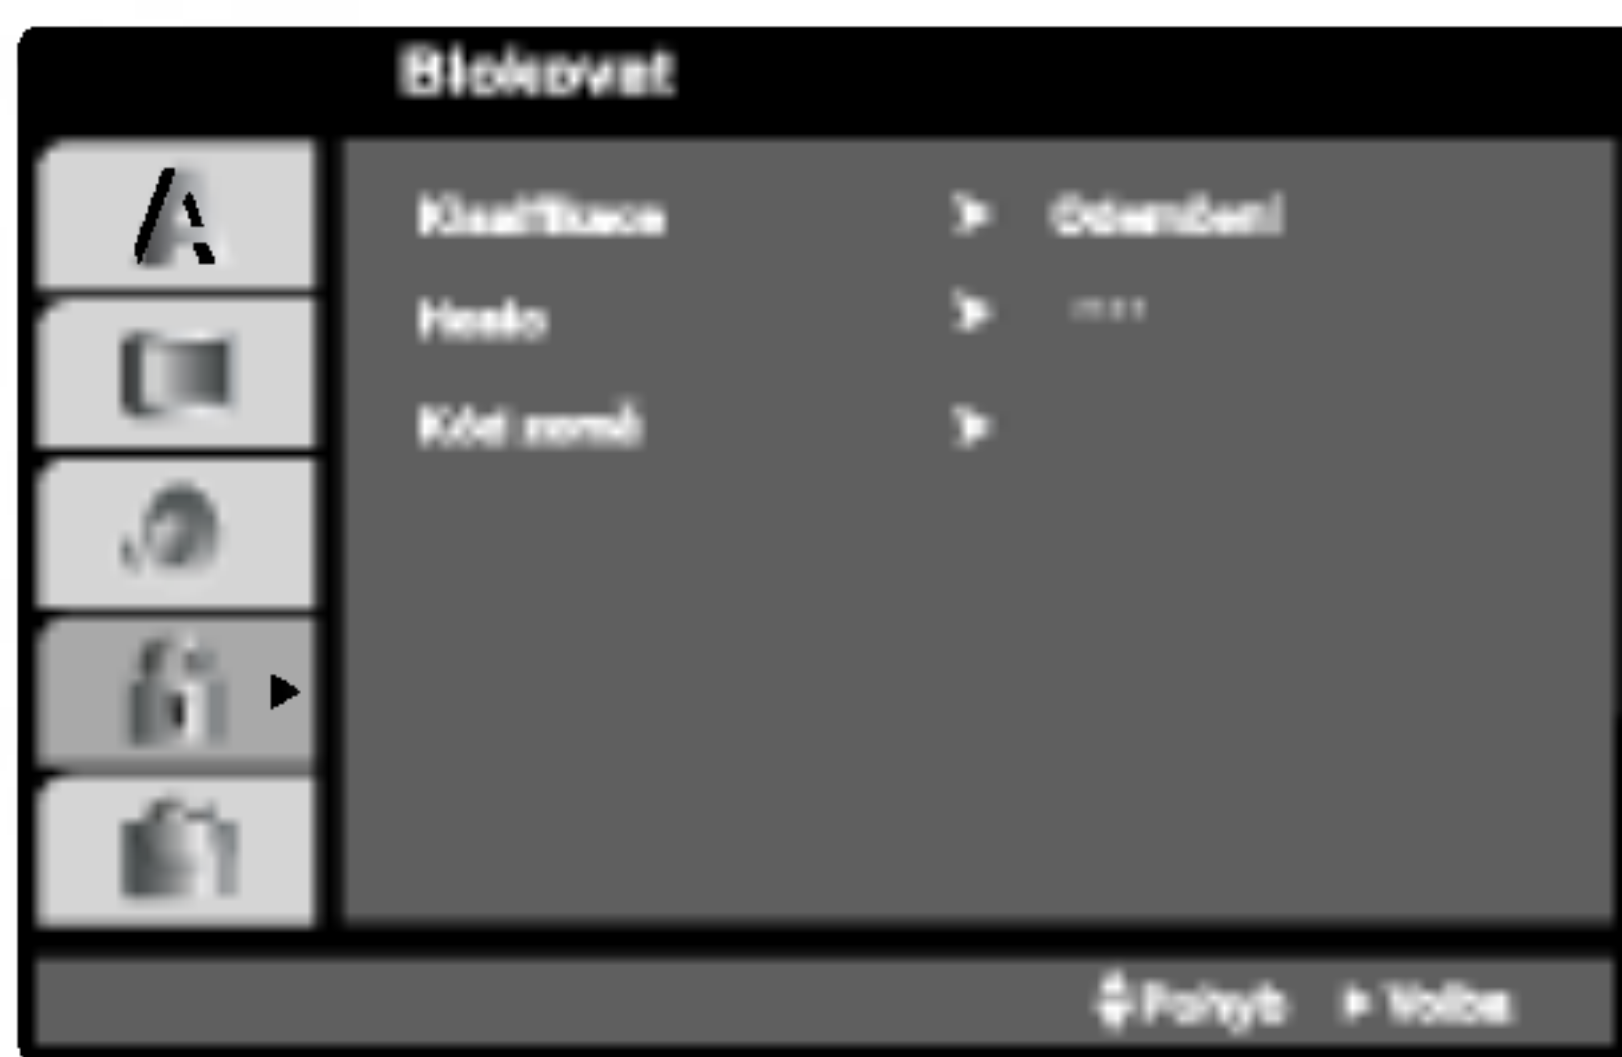 Blokovat
Klasifikace Odemčení
Heslo
Kód země
Pohyb Volba